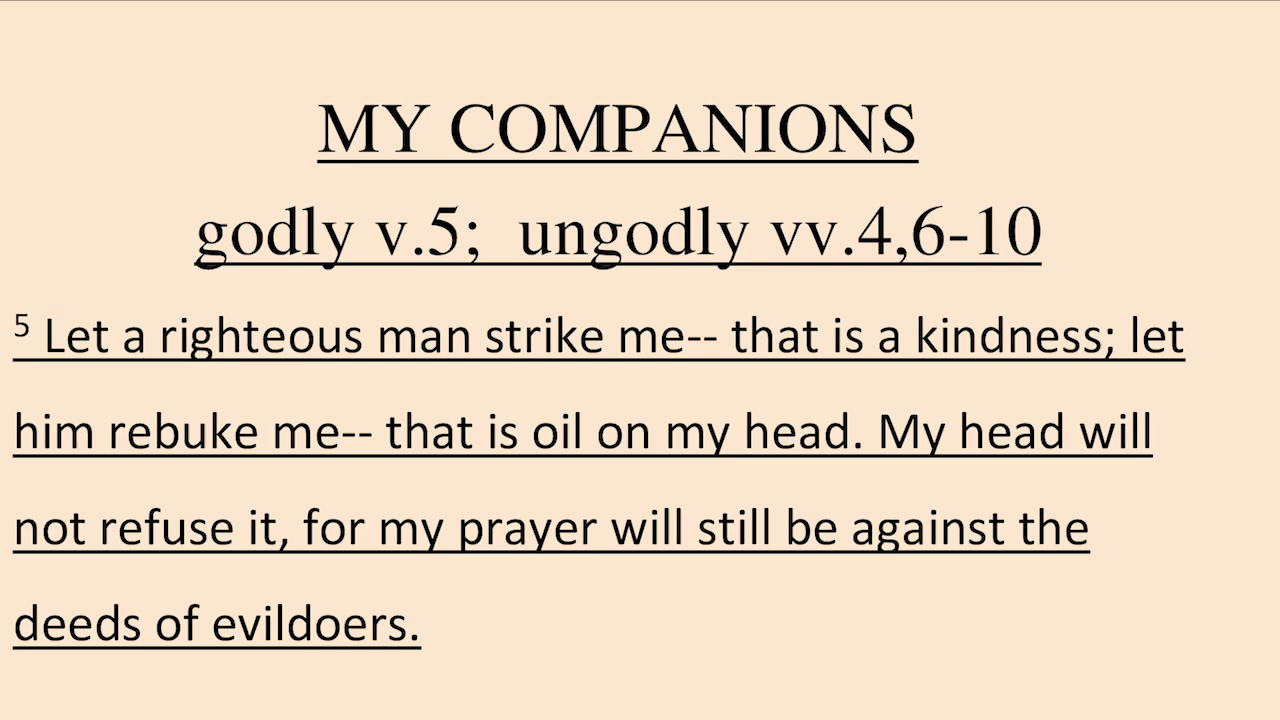 MY COMPANIONS
godly v.5;  ungodly vv.4,6-10
5 Let a righteous man strike me-- that is a kindness; let
him rebuke me-- that is oil on my head. My head will
not refuse it, for my prayer will still be against the
deeds of evildoers.